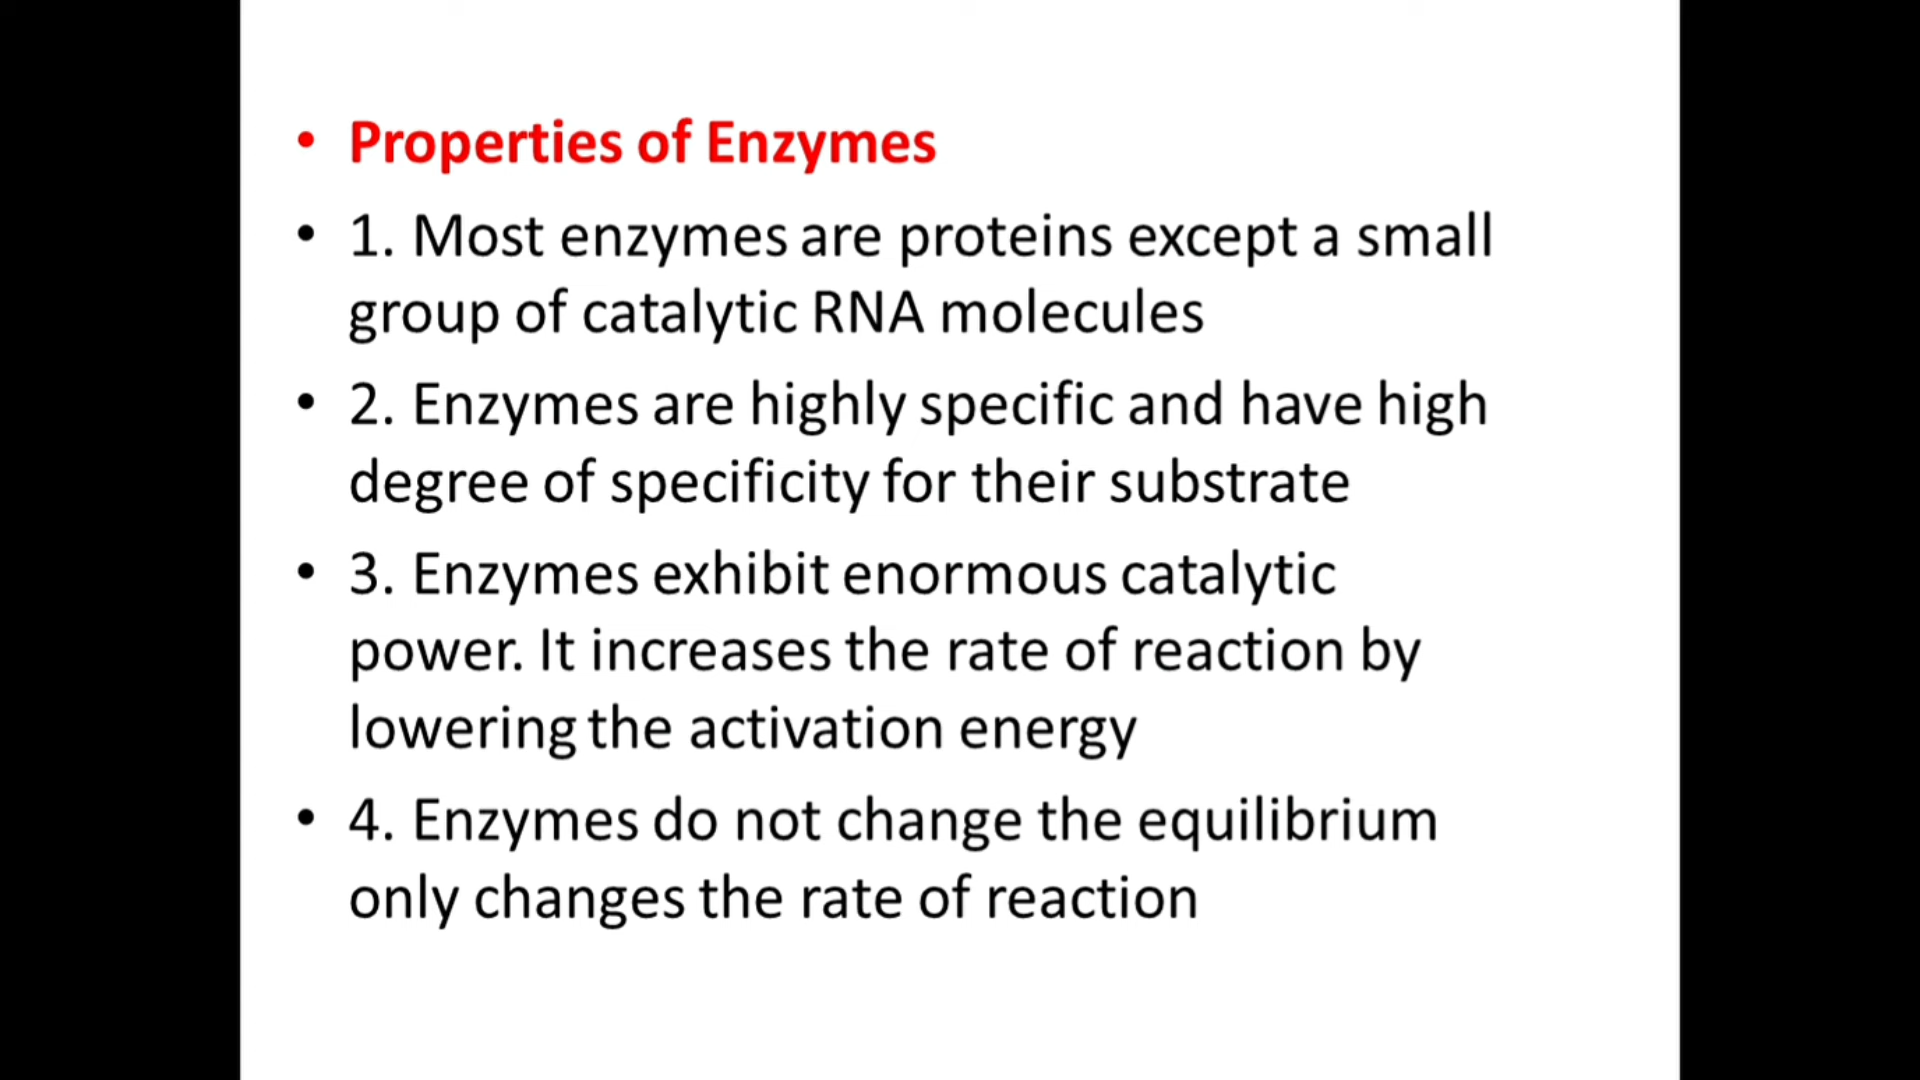 • Properties of Enzymes
• 1. Most enzymes are proteins except a small
group of catalytic RNA molecules
• 2. Enzymes are highly specific and have high
degree of specificity for their substrate
• 3. Enzymes exhibit enormous catalytic
power. It increases the rate of reaction by
lowering the activation energy
• 4. Enzymes do not change the equilibrium
only changes the rate of reaction